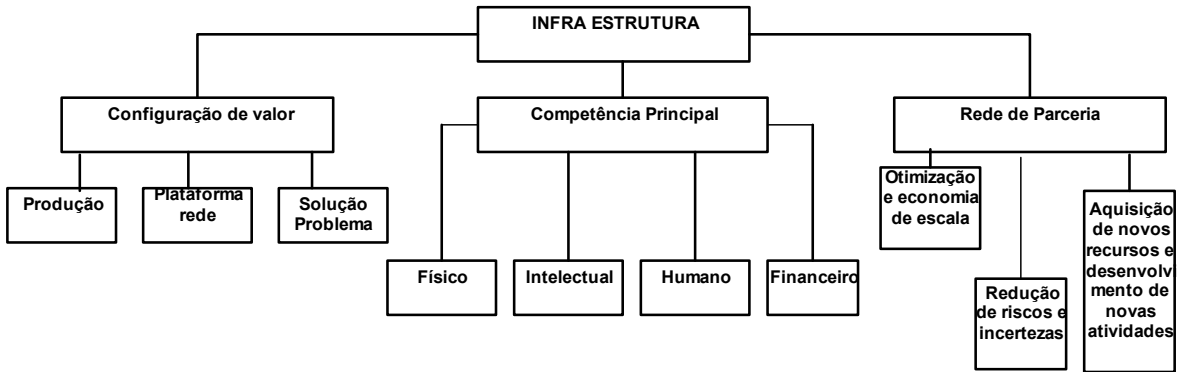 INFRA ESTRUTURA
Configuração de valor
Competência Principal
Rede de Parceria
Produção
Plataforma
rede
Solução
Problema
Físico
Intelectual
Humano
Financeiro
Otimização
e economia
de escala
Redução
de riscos e
incertezas
Aquisição
de novos
recursos e
desenvolvi
mento de
novas
atividades